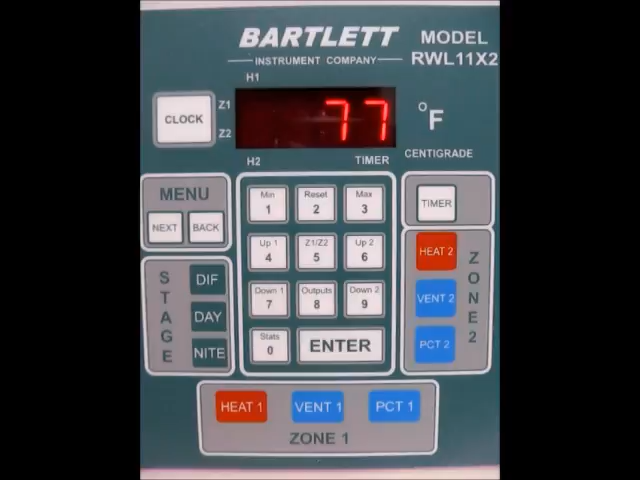 BARTLETT
INSTRUMENT COMPANY
MODEL
RWL11X2
H1
CLOCK
Z1
Z2
77
°F
H2
TIMER
CENTIGRADE
MENU
NEXT BACK
Min
1
Reset
2
Max
3
TIMER
Up 1
4
Z1/Z2
5
Up 2
6
Down 1
7
Outputs
8
Down 2
9
Stats
0
ENTER
STAGE
DIF
DAY
NITE
HEAT 2
VENT 2
PCT 2
ZONE2
HEAT 1
VENT 1
PCT 1
ZONE 1